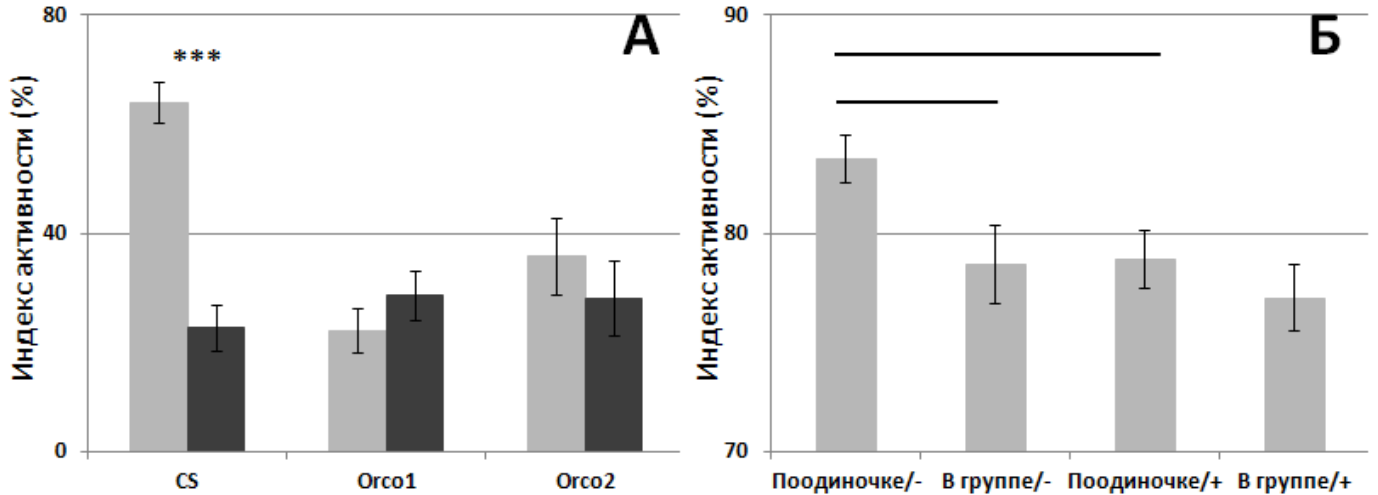 А
Индекс активности (%)
80
40
0
***
CS
Orco1
Orco2
Б
Индекс активности (%)
90
80
70
Поодиночке/-
В группе/-
Поодиночке/+
В группе/+